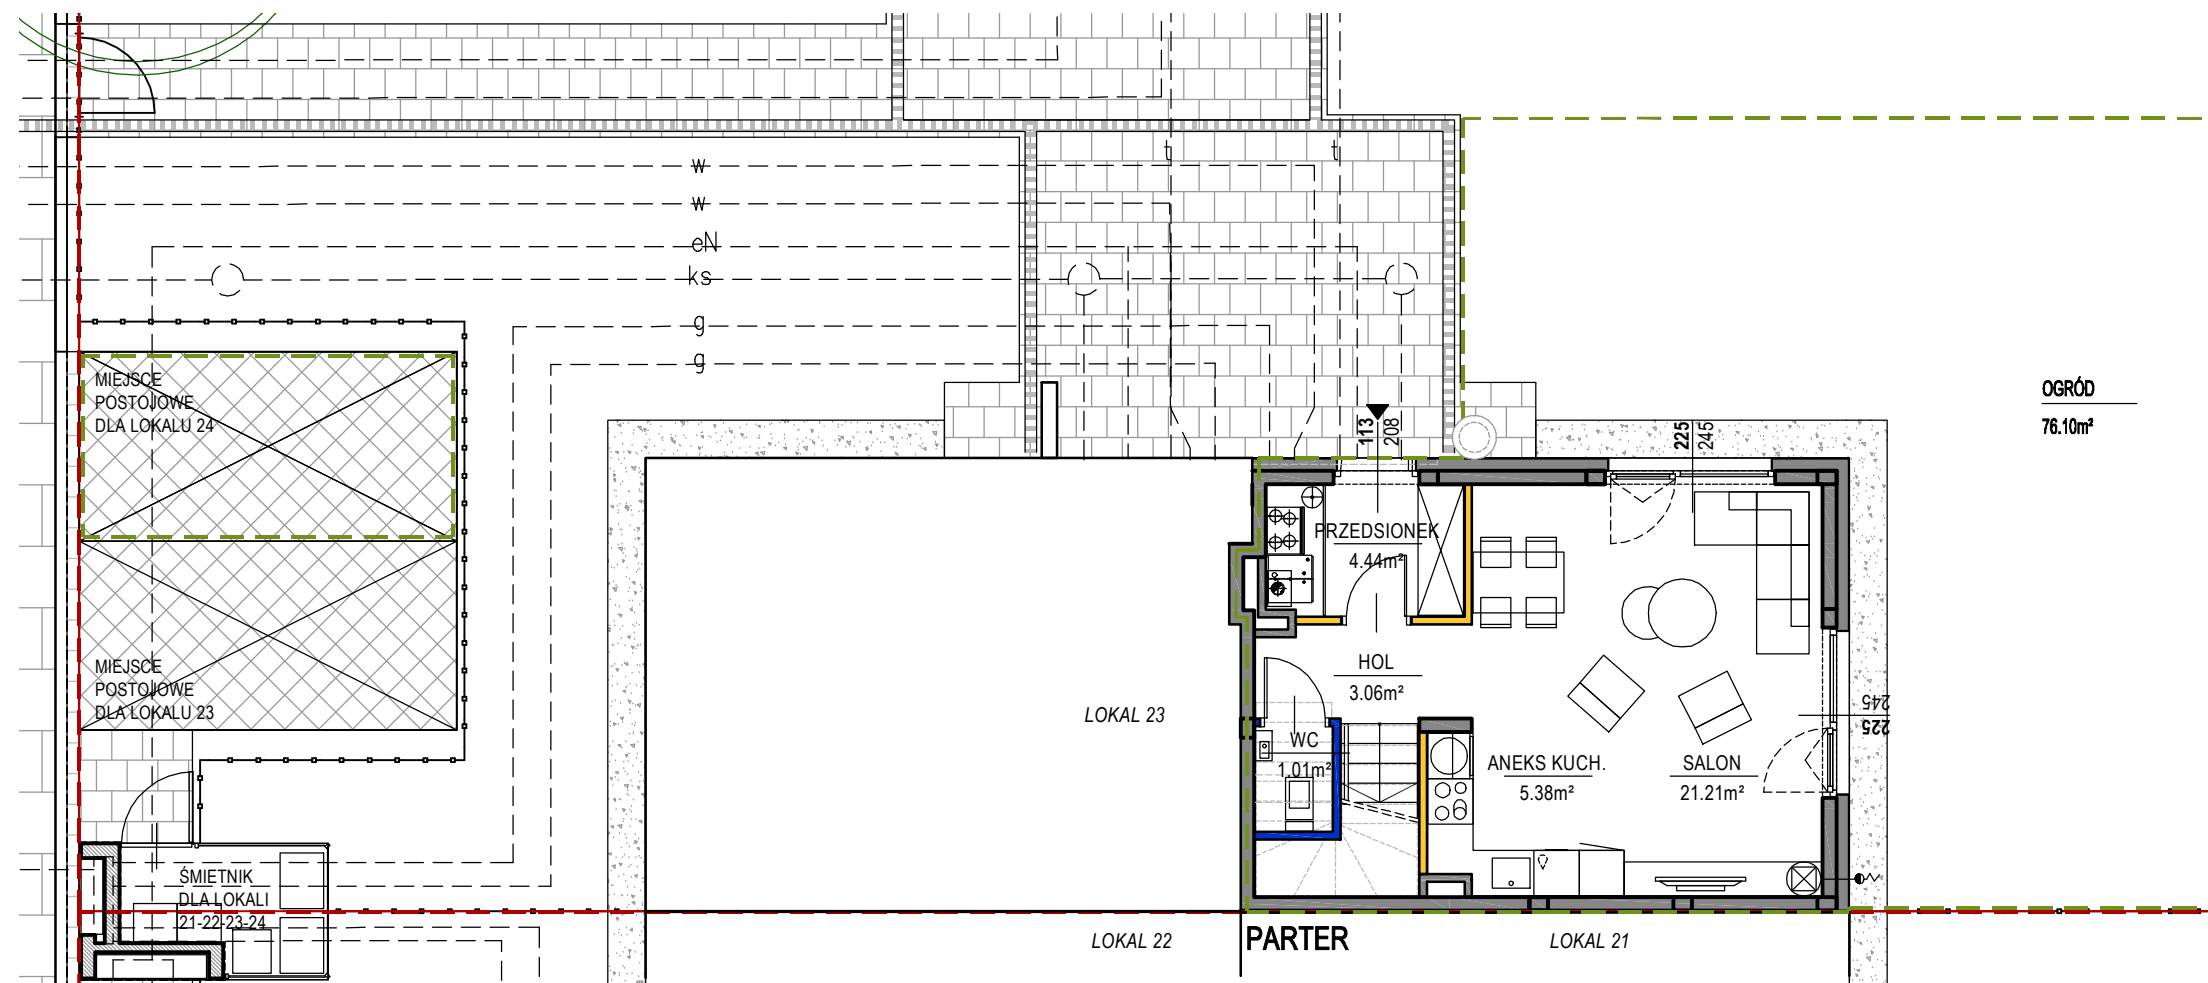 w
t
t
w
eN
ks
g
g
MIEJSCE
POSTOJOWE
DLA LOKALU 24
OGRÓD
76.10m²
113
208
225
245
PRZEDSIONEK
4.44m²
HOL
3.06m²
MIEJSCE
POSTOJOWE
DLA LOKALU 23
LOKAL 23
245
225
WC
1.01m²
ANEKS KUCH.
5.38m²
SALON
21.21m²
ŚMIETNIK
DLA LOKALI
21-22-23-24
LOKAL 22
PARTER
LOKAL 21